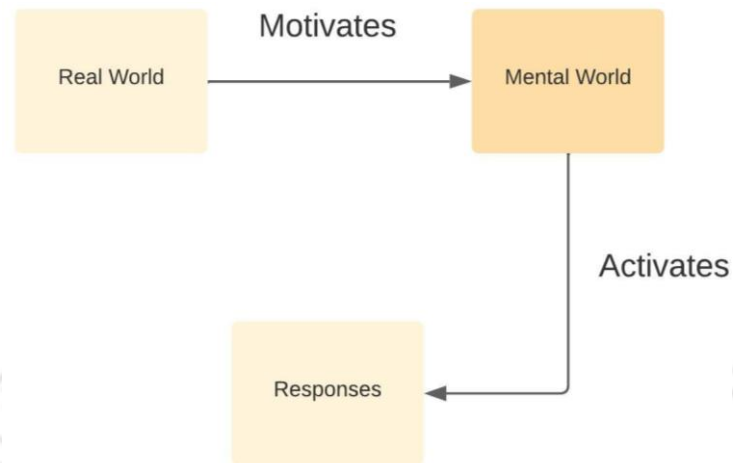 Motivates
Real World
Mental World
Activates
Responses